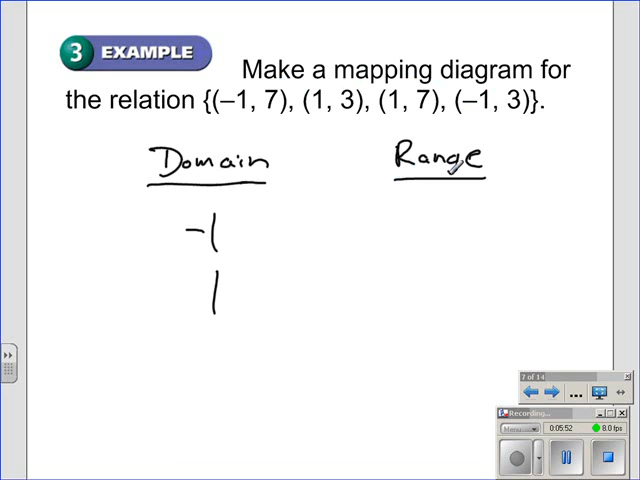 3 EXAMPLE
Make a mapping diagram for
the relation {(–1, 7), (1, 3), (1, 7), (–1, 3)}.
Domain Range
-1
1
7 of 14
...
Recording...
Menu... 0:05:52 8.0 fps